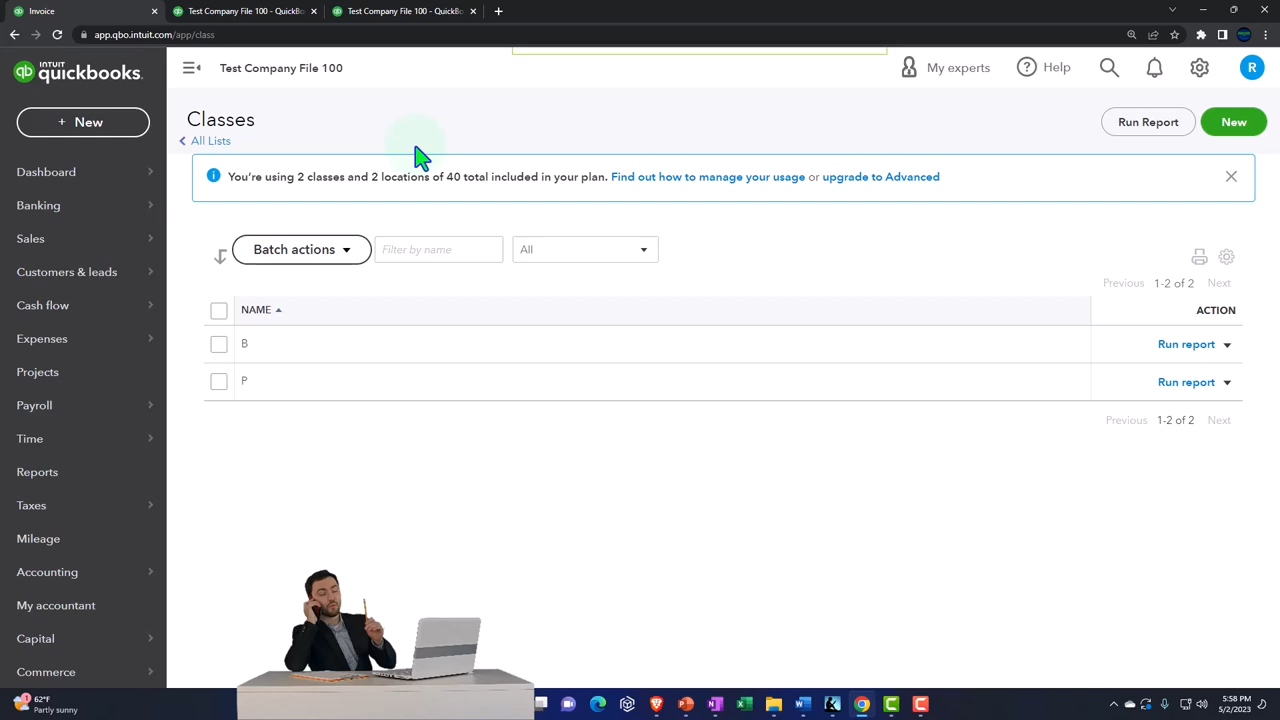 Invoice
Test Company File 100 - QuickBo
Test Company File 100 - QuickBo
app.qbo.intuit.com/app/class
INTUIT
quickbooks.
Test Company File 100
My experts
Help
R
+ New
Classes
All Lists
Run Report
New
You're using 2 classes and 2 locations of 40 total included in your plan. Find out how to manage your usage or upgrade to Advanced
Dashboard
Banking
Sales
Customers & leads
Cash flow
Expenses
Projects
Payroll
Time
Reports
Taxes
Mileage
Accounting
My accountant
Capital
Commerce
Batch actions
Filter by name
All
Previous 1-2 of 2 Next
NAME
ACTION
B
Run report
P
Run report
Previous 1-2 of 2 Next
1
62°F
Partly sunny
5:58 PM
5/2/2023